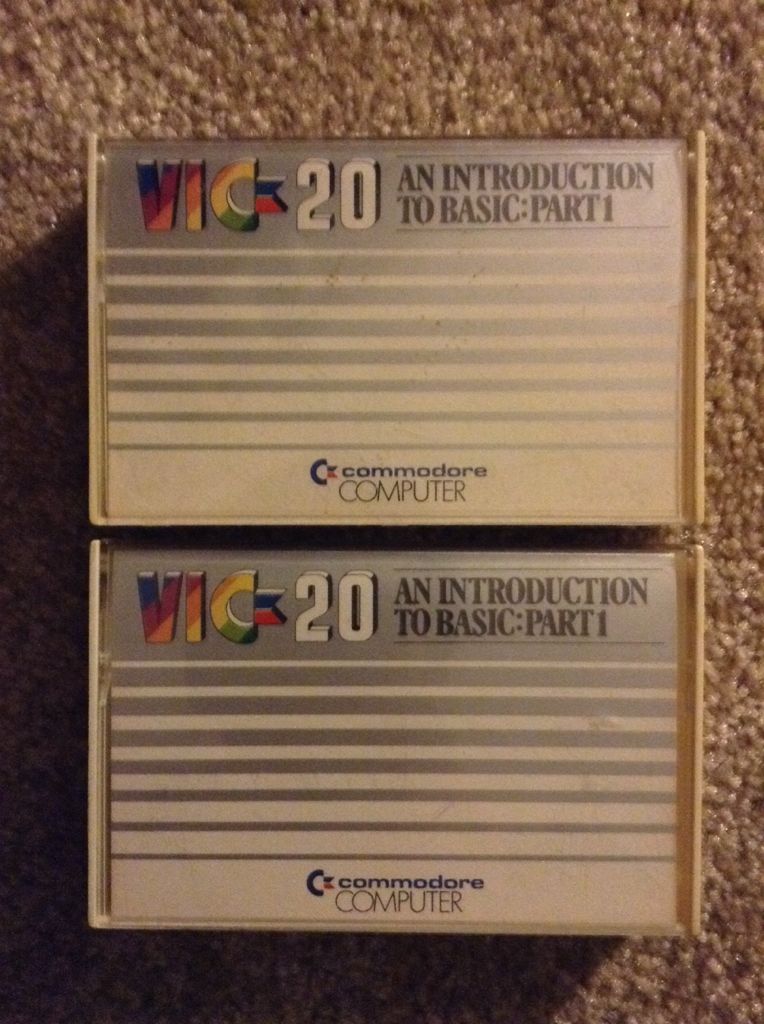 VIC-20 AN INTRODUCTION
TO BASIC:PART 1
commodore
COMPUTER
VIC-20 AN INTRODUCTION
TO BASIC:PART 1
commodore
COMPUTER